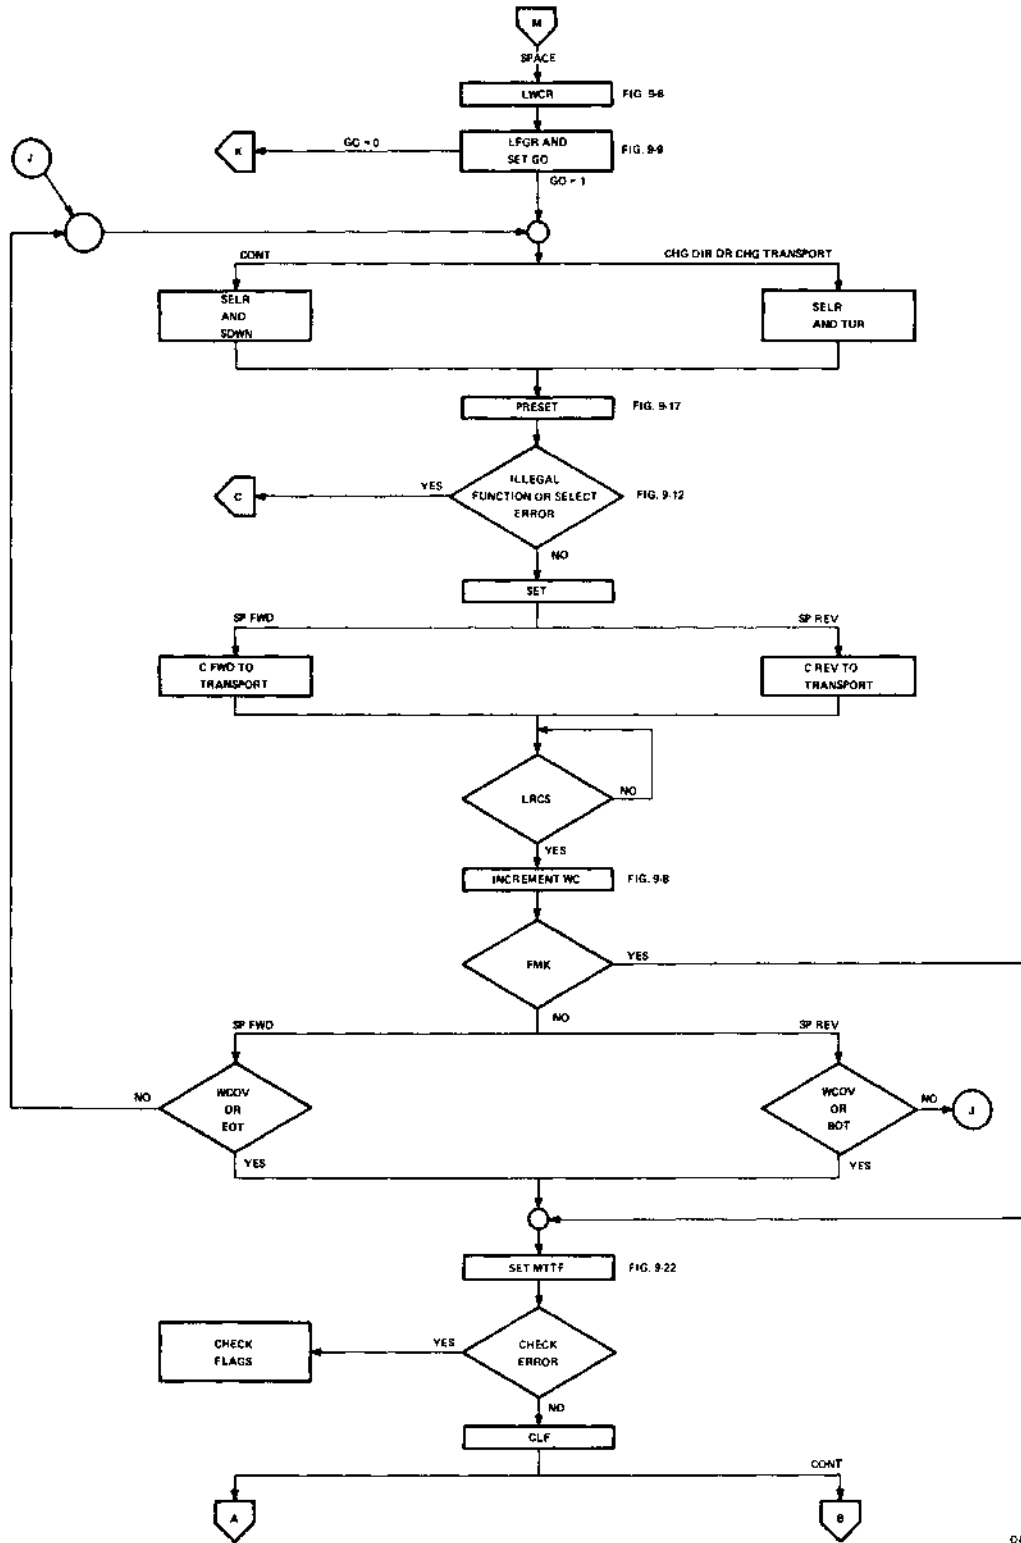 M
SPACE
LWCR
FIG. 9-6
GO = 0
K
LFGR AND
SET GO
FIG. 9-9
GO = 1
J
CONT
CHG DIR OR CHG TRANSPORT
SELR
AND
SDWN
SELR
AND TUR
PRESET
FIG. 9-17
ILLEGAL
FUNCTION OR SELECT
ERROR
YES
C
FIG. 9-12
NO
SET
SP FWD
SP REV
C FWD TO
TRANSPORT
C REV TO
TRANSPORT
LRCS
NO
YES
INCREMENT WC
FIG. 9-8
FMK
YES
NO
SP FWD
SP REV
NO
WCOV
OR
EOT
WCOV
OR
BOT
NO
J
YES
YES
SET MTTF
FIG. 9-22
CHECK
FLAGS
YES
CHECK
ERROR
NO
CLF
CONT
A
B